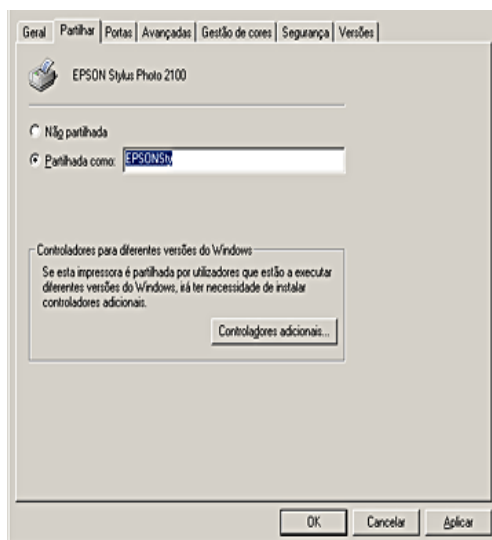 Geral Partilhar Portas Avançadas Gestão de cores Segurança Versões
EPSON Stylus Photo 2100
Não partilhada
Partilhada como: EPSONSty
Controladores para diferentes versões do Windows
Se esta impressora é partilhada por utilizadores que estão a executar
diferentes versões do Windows, irá ter necessidade de instalar
controladores adicionais.
Controladores adicionais...
OK Cancelar Aplicar